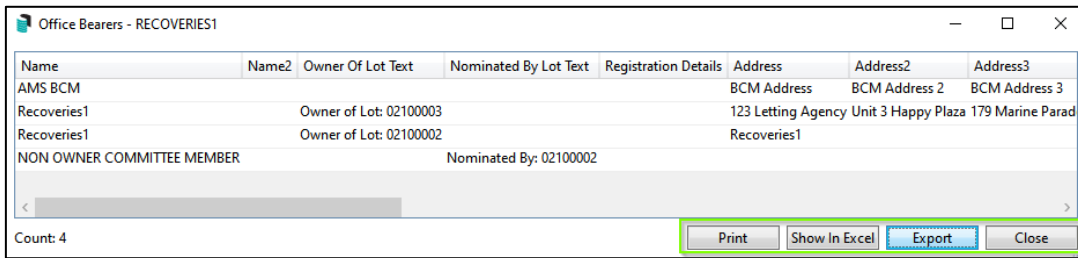 Office Bearers - RECOVERIES1
Name Name2 Owner Of Lot Text Nominated By Lot Text Registration Details Address Address2 Address3
AMS BCM BCM Address BCM Address 2 BCM Address 3
Recoveries1 Owner of Lot: 02100003 123 Letting Agency Unit 3 Happy Plaza 179 Marine Parad
Recoveries1 Owner of Lot: 02100002 Recoveries1
NON OWNER COMMITTEE MEMBER Nominated By: 02100002
Count: 4 Print Show In Excel Export Close